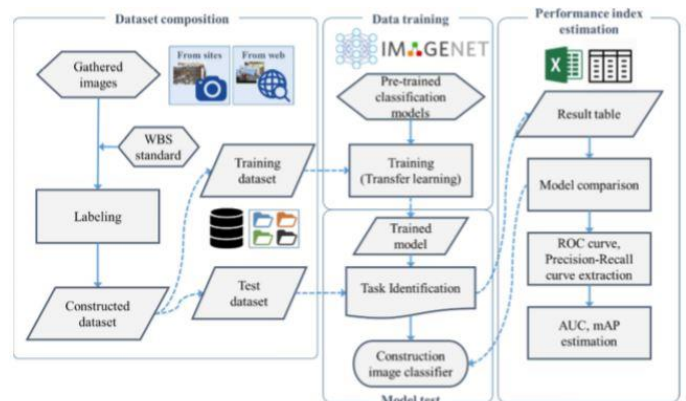 Dataset composition
From sites
From web
Gathered
images
WBS
standard
Labeling
Training
dataset
Constructed
dataset
Test
dataset
Data training
IMAGENET
Pre-trained
classification
models
Training
(Transfer learning)
Trained
model
Task Identification
Construction
image classifier
Model test
Performance index
estimation
X
Result table
Model comparison
ROC curve,
Precision-Recall
curve extraction
AUC, mAP
estimation